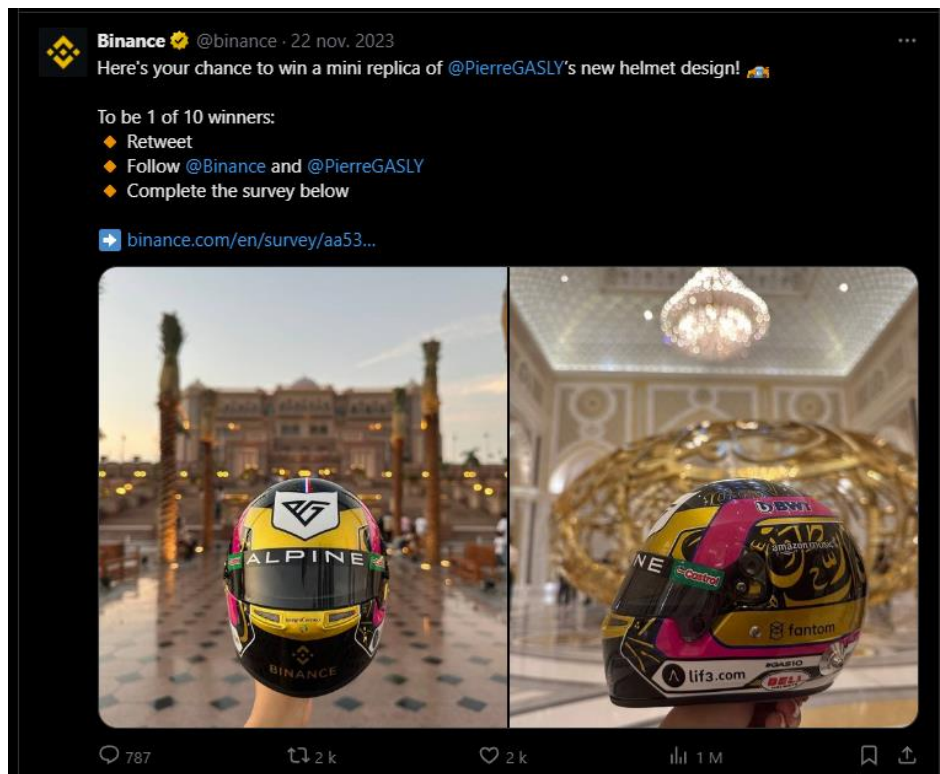 Binance @binance · 22 nov. 2023
Here's your chance to win a mini replica of @PierreGASLY's new helmet design!
To be 1 of 10 winners:
Retweet
Follow @Binance and @PierreGASLY
Complete the survey below
binance.com/en/survey/aa53...
ALPINE
BINANCE
BWT
amazon music
NE
Castrol
fantom
lif3.com
#GAS10
BELL
787
2 k
2 k
1 M